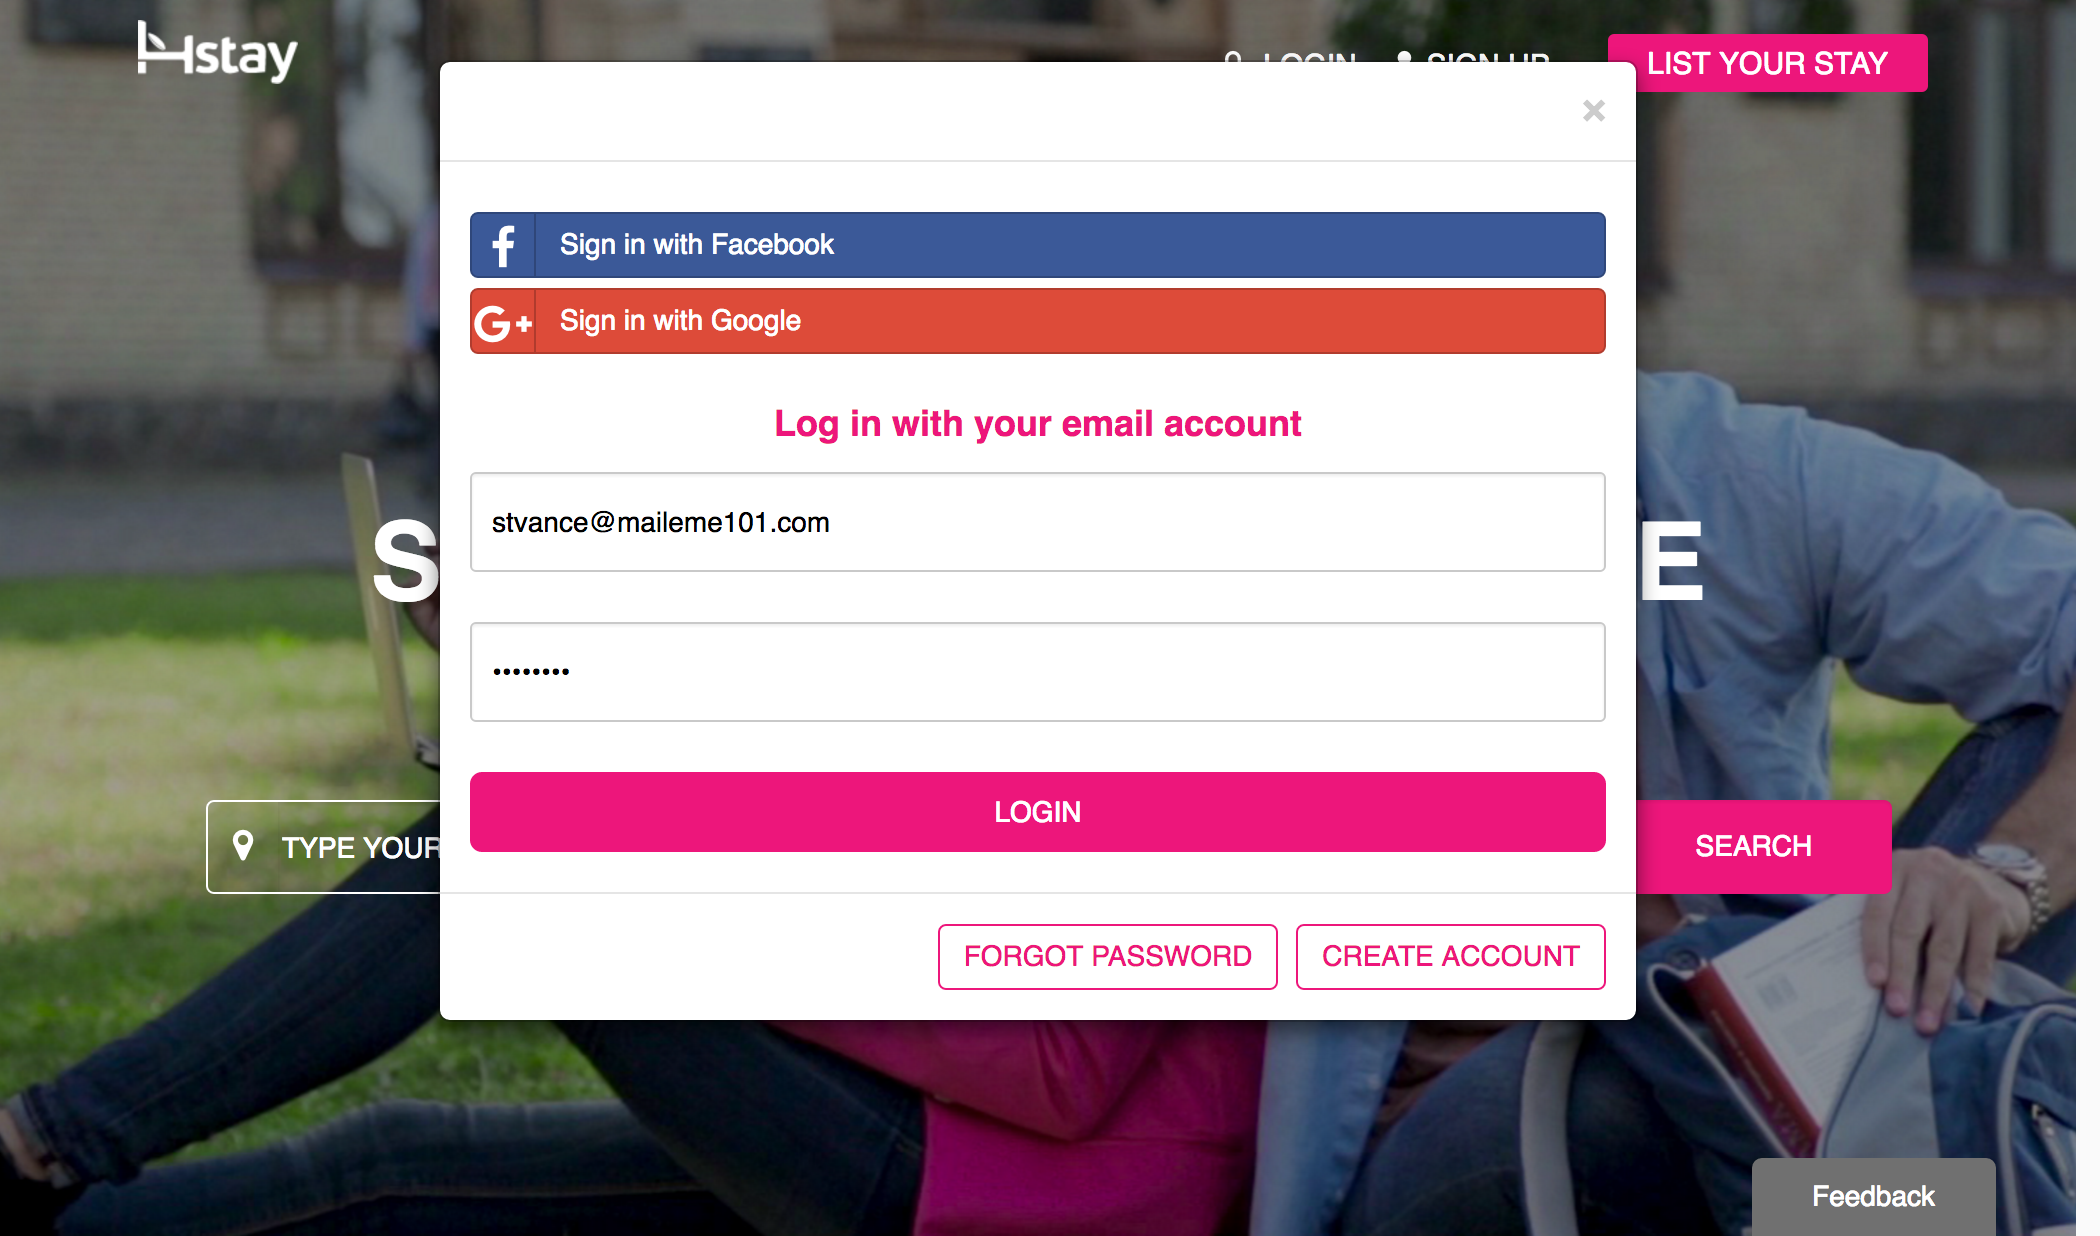 Hstay
LOGIN SIGN UP LIST YOUR STAY
×
Sign in with Facebook
G+ Sign in with Google
Log in with your email account
stvance@maileme101.com
••••••••
LOGIN
S E
TYPE YOUR
SEARCH
FORGOT PASSWORD CREATE ACCOUNT
Feedback